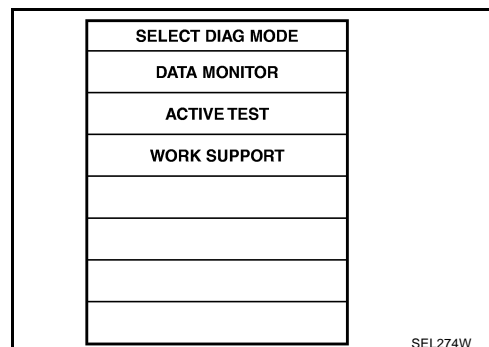 SELECT DIAG MODE
DATA MONITOR
ACTIVE TEST
WORK SUPPORT
SEL274W